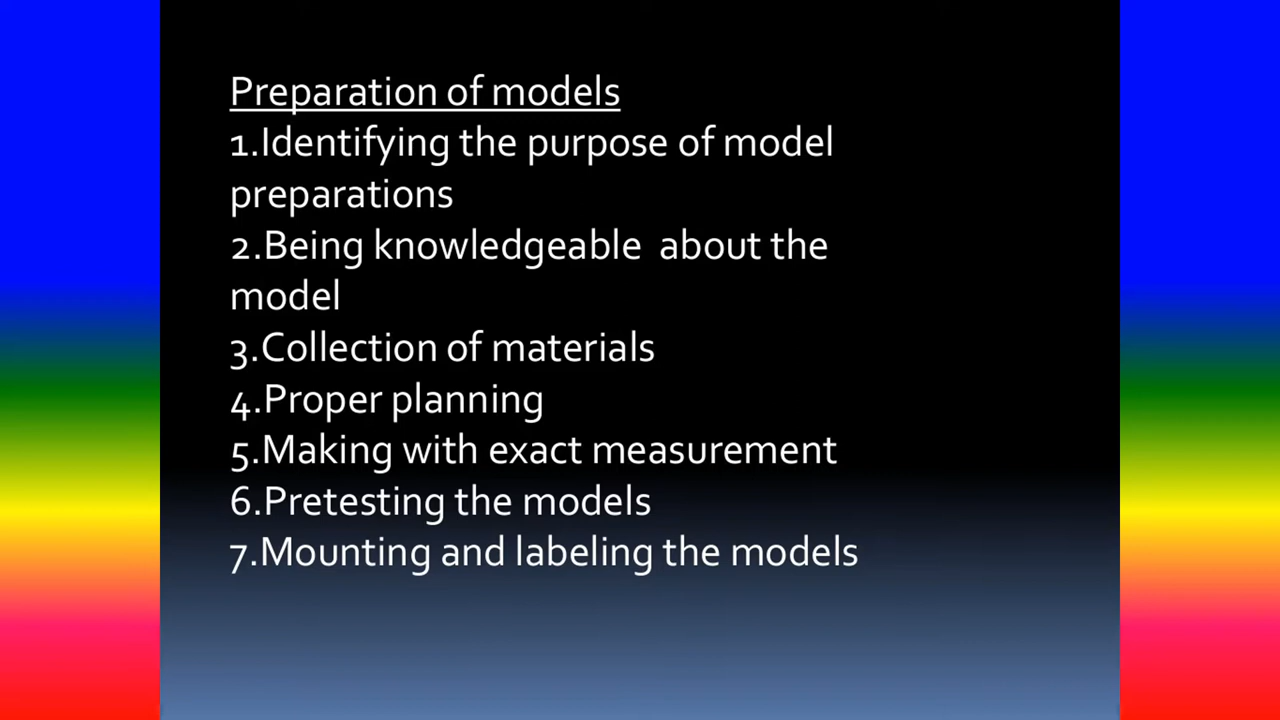 Preparation of models
1.Identifying the purpose of model
preparations
2.Being knowledgeable  about the
model
3.Collection of materials
4.Proper planning
5.Making with exact measurement
6.Pretesting the models
7.Mounting and labeling the models